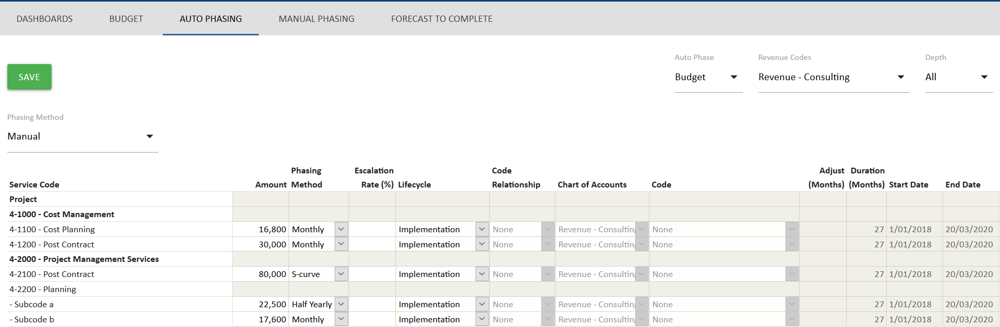 DASHBOARDS BUDGET AUTO PHASING MANUAL PHASING FORECAST TO COMPLETE
Auto Phase Revenue Codes Depth
SAVE Budget Revenue - Consulting All
Phasing Method
Manual
Phasing Escalation Code Adjust Duration
Service Code Amount Method Rate (%) Lifecycle Relationship Chart of Accounts Code (Months) (Months) Start Date End Date
Project
4-1000 - Cost Management
4-1100 - Cost Planning 16,800 Monthly Implementation None Revenue - Consulting None 27 1/01/2018 20/03/2020
4-1200 - Post Contract 30,000 Monthly Implementation None Revenue - Consulting None 27 1/01/2018 20/03/2020
4-2000 - Project Management Services
4-2100 - Post Contract 80,000 S-curve Implementation None Revenue - Consulting None 27 1/01/2018 20/03/2020
4-2200 - Planning
- Subcode a 22,500 Half Yearly Implementation None Revenue - Consulting None 27 1/01/2018 20/03/2020
- Subcode b 17,600 Monthly Implementation None Revenue - Consulting None 27 1/01/2018 20/03/2020